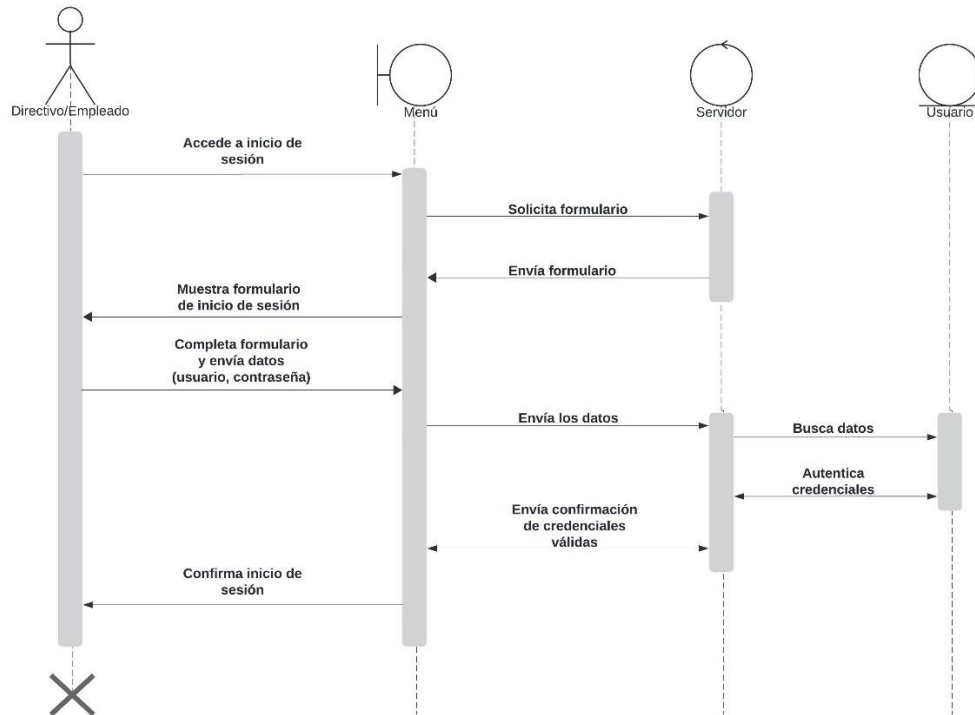 Directivo/Empleado
Menú
Servidor
Usuario
Accede a inicio de
sesión
Solicita formulario
Envía formulario
Muestra formulario
de inicio de sesión
Completa formulario
y envía datos
(usuario, contraseña)
Envía los datos
Busca datos
Autentica
credenciales
Envía confirmación
de credenciales
válidas
Confirma inicio de
sesión